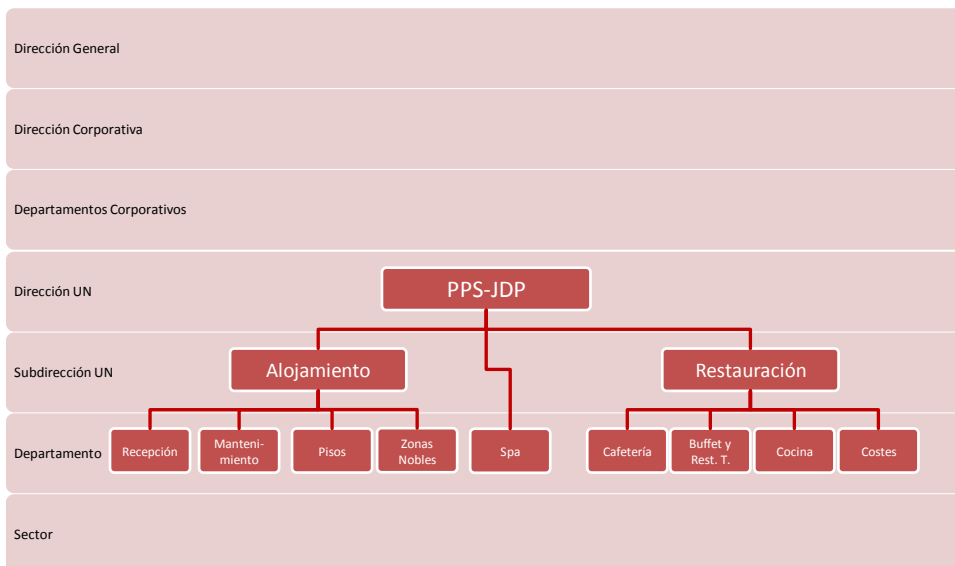 Dirección General
Dirección Corporativa
Departamentos Corporativos
Dirección UN
PPS-JDP
Subdirección UN
Alojamiento
Restauración
Departamento
Recepción
Manteni-
miento
Pisos
Zonas
Nobles
Spa
Cafetería
Buffet y
Rest. T.
Cocina
Costes
Sector